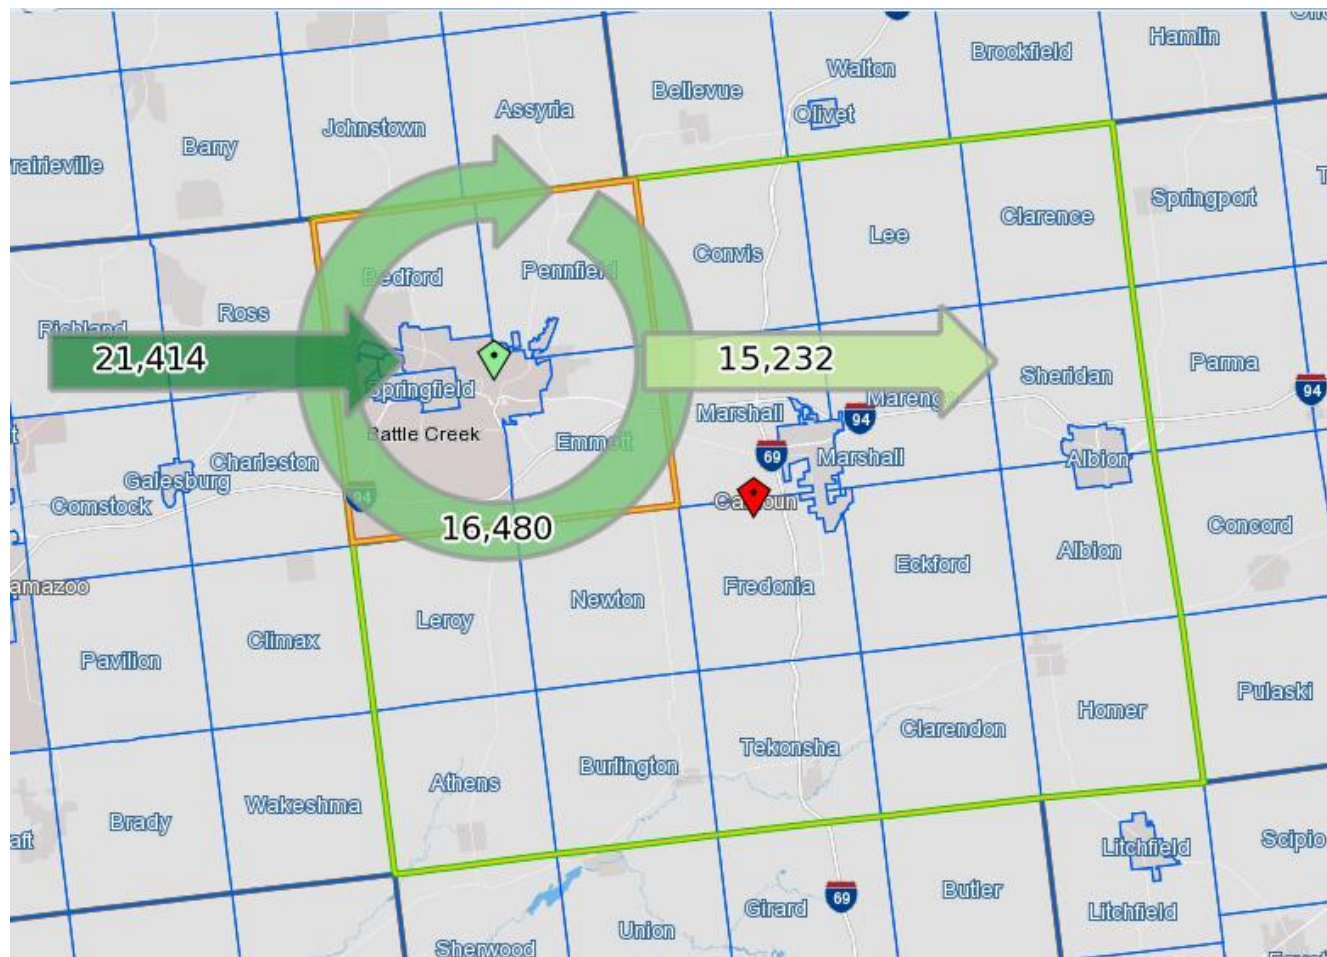 Hamlin
Brookfield
Walton
Bellevue
Olivet
Assyria
Johnstown
Barry
rairieville
Springport
Clarence
Lee
Convis
Pennfield
Bedford
Ross
Richland
21,414
15,232
Parma
Sheridan
94
Springfield
Marengo
Marshall
94
Battle Creek
Emmett
69
Marshall
Albion
Charleston
Galesburg
94
Comstock
Calhoun
16,480
Concord
Albion
Eckford
Fredonia
Newton
Leroy
amazoo
Climax
Pavilion
Pulaski
Homer
Clarendon
Tekonsha
Burlington
Athens
Wakeshma
Brady
aft
Scipio
Litchfield
Butler
69
Girard
Litchfield
Union
Sherwood